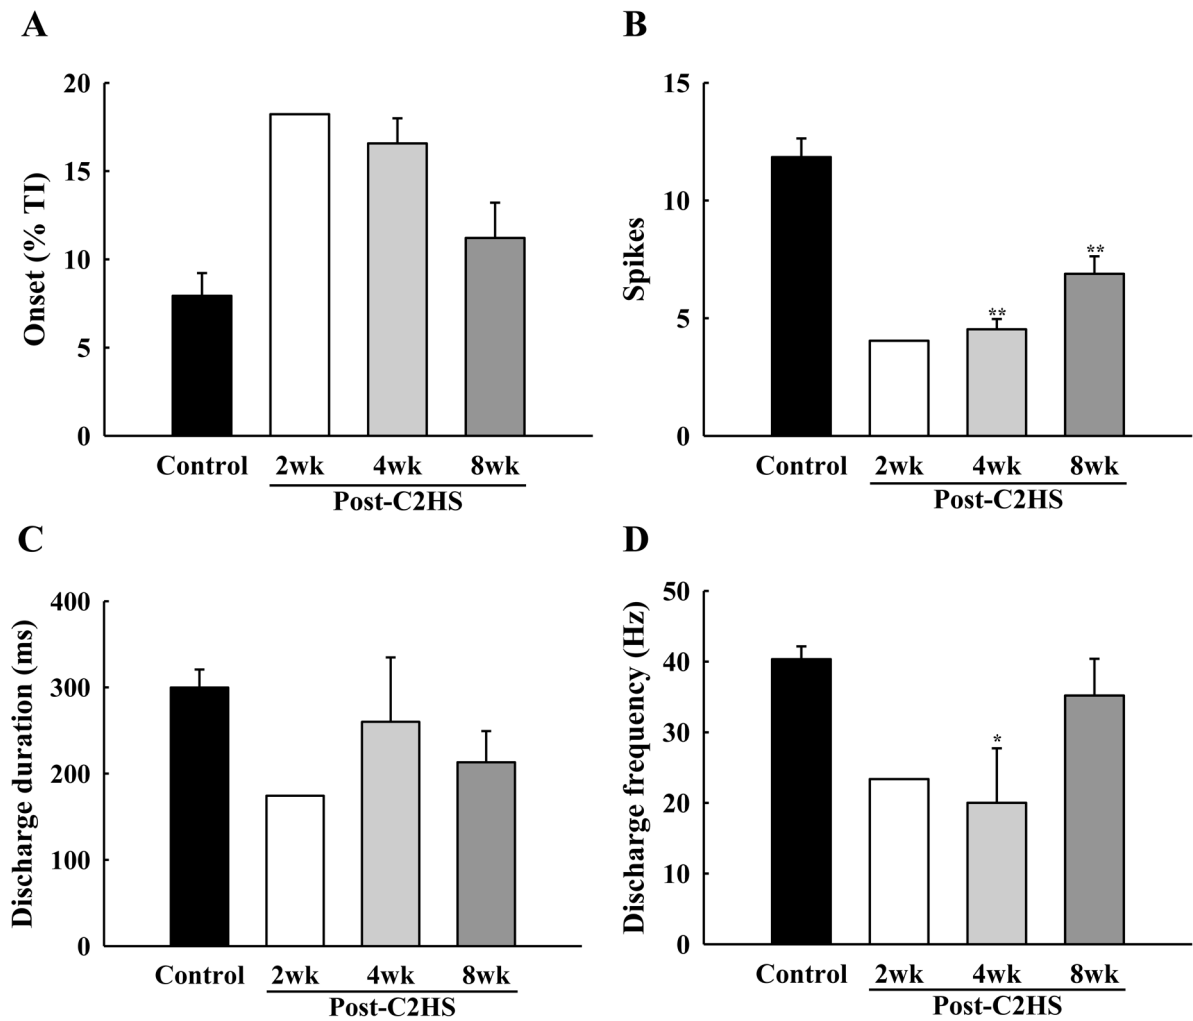 A
Onset (% TI)
20
15
10
5
0
Control 2wk 4wk 8wk
Post-C2HS
B
Spikes
15
10
5
0
** **
Control 2wk 4wk 8wk
Post-C2HS
C
Discharge duration (ms)
400
300
200
100
0
Control 2wk 4wk 8wk
Post-C2HS
D
Discharge frequency (Hz)
50
40
30
20
10
0
*
Control 2wk 4wk 8wk
Post-C2HS